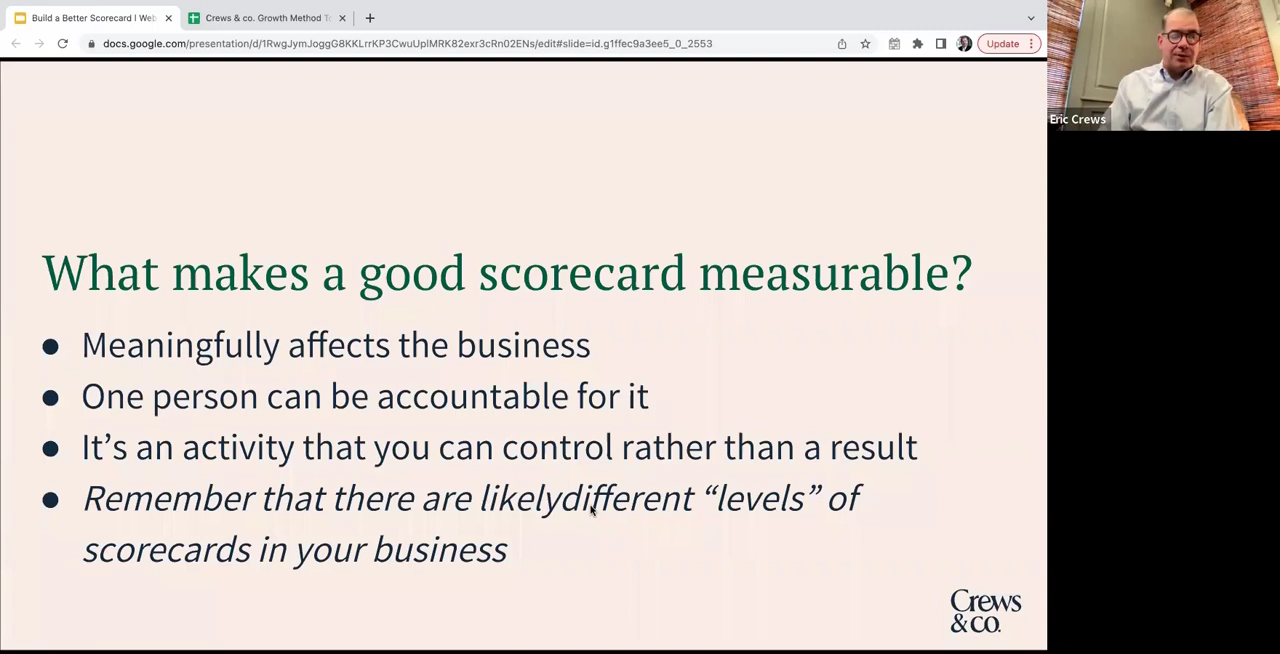 Build a Better Scorecard I Web
Crews & co. Growth Method T
docs.google.com/presentation/d/1RwgJymJoggG8KKLrrKP3CwuUplMRK82exr3cRn02ENs/edit#slide=id.g1ffec9a3ee5_0_2553
Update
Eric Crews
What makes a good scorecard measurable?
● Meaningfully affects the business
● One person can be accountable for it
● It’s an activity that you can control rather than a result
● Remember that there are likelydifferent “levels” of
scorecards in your business
Crews
& CO.